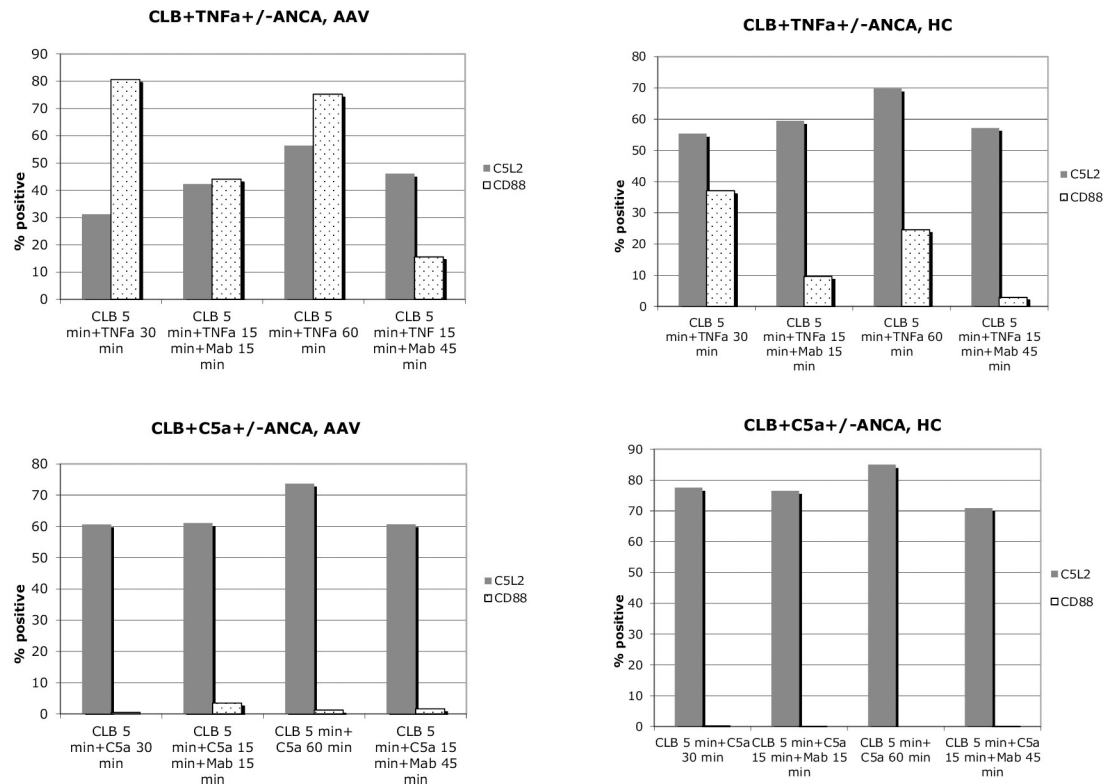 CLB+TNFa+/-ANCA, AAV
90
80
70
60
50
40
30
20
10
0
% positive
C5L2
CD88
CLB 5
min+TNFa 30
min
CLB 5
min+TNFa 15
min+Mab 15
min
CLB 5
min+TNFa 60
min
CLB 5
min+TNF 15
min+Mab 45
min
CLB+TNFa+/-ANCA, HC
80
70
60
50
40
30
20
10
0
% positive
C5L2
CD88
CLB 5
min+TNFa 30
min
CLB 5
min+TNFa 15
min+Mab 15
min
CLB 5
min+TNFa 60
min
CLB 5
min+TNFa 15
min+Mab 45
min
CLB+C5a+/-ANCA, AAV
80
70
60
50
40
30
20
10
0
% positive
C5L2
CD88
CLB 5
min+C5a 30
min
CLB 5
min+C5a 15
min+Mab 15
min
CLB 5 min+
C5a 60 min
CLB 5
min+C5a 15
min+Mab 45
min
CLB+C5a+/-ANCA, HC
90
80
70
60
50
40
30
20
10
0
% positive
C5L2
CD88
CLB 5 min+C5a
30 min
CLB 5 min+C5a
15 min+Mab 15
min
CLB 5 min+
C5a 60 min
CLB 5 min+C5a
15 min+Mab 45
min